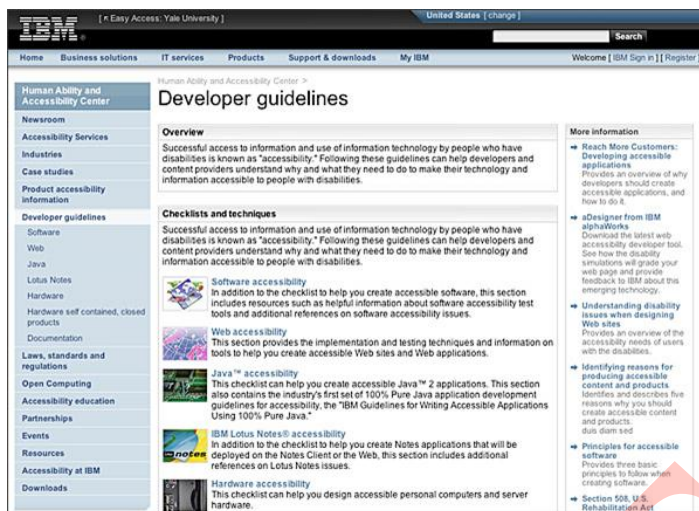 IBM
[ Easy Access: Yale University ]
United States [ change ]
Search
Home Business solutions IT services Products Support & downloads My IBM
Welcome [ IBM Sign in ] [ Register
Human Ability and
Accessibility Center
Newsroom
Accessibility Services
Industries
Case studies
Product accessibility
information
Developer guidelines
Software
Web
Java
Lotus Notes
Hardware
Hardware self contained, closed
products
Documentation
Laws, standards and
regulations
Open Computing
Accessibility education
Partnerships
Events
Resources
Accessibility at IBM
Downloads
Human Ability and Accessibility Center >
Developer guidelines
Overview
Successful access to information and use of information technology by people who have
disabilities is known as "accessibility." Following these guidelines can help developers and
content providers understand why and what they need to do to make their technology and
information accessible to people with disabilities.
Checklists and techniques
Successful access to information and use of information technology by people who have
disabilities is known as "accessibility." Following these guidelines can help developers and
content providers understand why and what they need to do to make their technology and
information accessible to people with disabilities.
Software accessibility
In addition to the checklist to help you create accessible software, this section
includes resources such as helpful information about software accessibility test
tools and additional references on software accessibility issues.
Web accessibility
This section provides the implementation and testing techniques and information on
tools to help you create accessible Web sites and Web applications.
Java™ accessibility
This checklist can help you create accessible Java™ 2 applications. This section
also contains the industry's first set of 100% Pure Java application development
guidelines for accessibility, the "IBM Guidelines for Writing Accessible Applications
Using 100% Pure Java."
notes
IBM Lotus Notes® accessibility
In addition to the checklist to help you create Notes applications that will be
deployed on the Notes Client or the Web, this section includes additional
references on Lotus Notes issues.
Hardware accessibility
This checklist can help you design accessible personal computers and server
hardware.
More information
Reach More Customers:
Developing accessible
applications
Provides an overview of why
developers should create
accessible applications, and
how to do it.
aDesigner from IBM
alphaWorks
Download the latest web
accessibility developer tool.
See how the disability
simulations will grade your
web page and provide
feedback to IBM about this
emerging technology.
Understanding disability
issues when designing
Web sites
Provides an overview of the
accessibility needs of users
with the disabilities.
Identifying reasons for
producing accessible
content and products
Identifies and describes five
reasons why you should
create accessible content
and products.
duis diam sed
Principles for accessible
software
Provides three basic
principles to follow when
creating software.
Section 508, U.S.
Rehabilitation Act